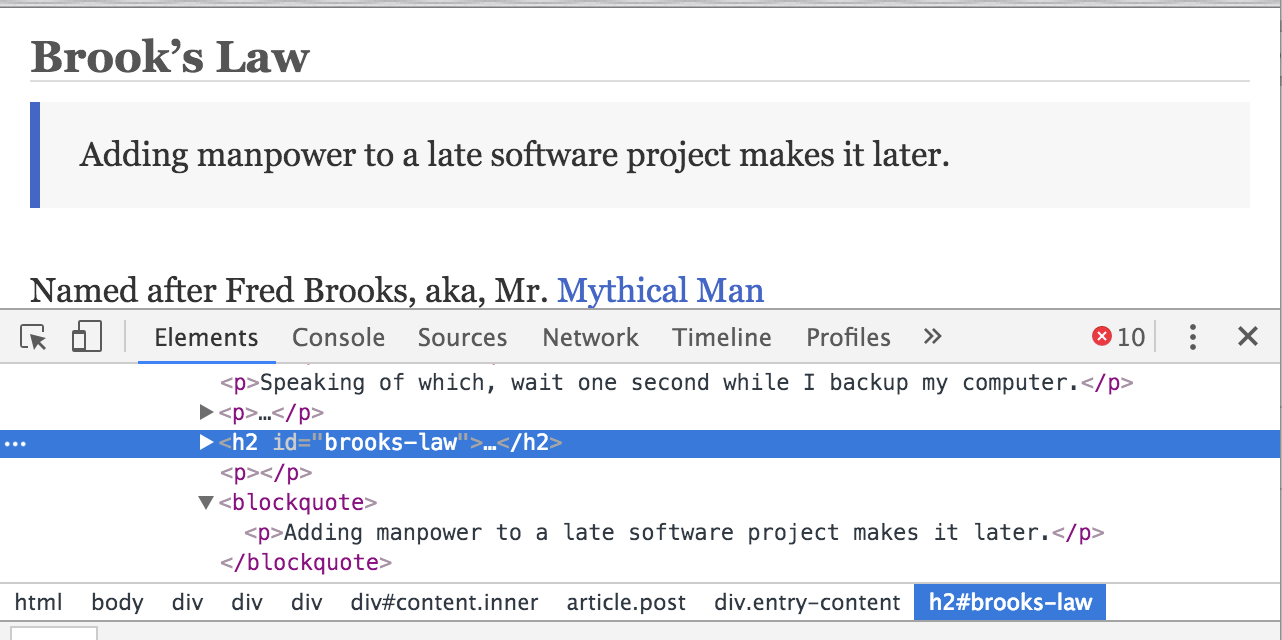 Brook’s Law
Adding manpower to a late software project makes it later.
Named after Fred Brooks, aka, Mr. Mythical Man
Elements Console Sources Network Timeline Profiles » 10
<p>Speaking of which, wait one second while I backup my computer.</p>
<p>…</p>
<h2 id="brooks-law">…</h2>
<p></p>
<blockquote>
<p>Adding manpower to a late software project makes it later.</p>
</blockquote>
html body div div div div#content.inner article.post div.entry-content h2#brooks-law